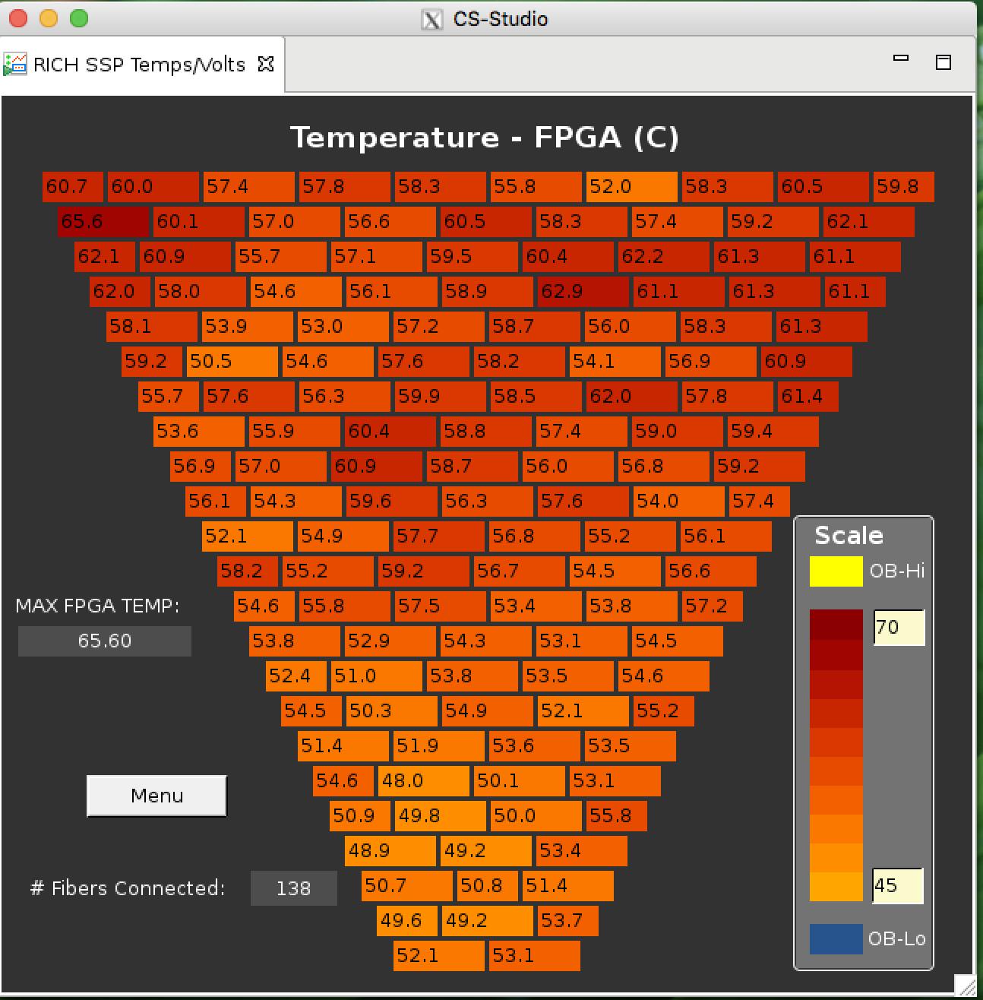 CS-Studio
RICH SSP Temps/Volts
Temperature - FPGA (C)
60.7 60.0 57.4 57.8 58.3 55.8 52.0 58.3 60.5 59.8
65.6 60.1 57.0 56.6 60.5 58.3 57.4 59.2 62.1
62.1 60.9 55.7 57.1 59.5 60.4 62.2 61.3 61.1
62.0 58.0 54.6 56.1 58.9 62.9 61.1 61.3 61.1
58.1 53.9 53.0 57.2 58.7 56.0 58.3 61.3
59.2 50.5 54.6 57.6 58.2 54.1 56.9 60.9
55.7 57.6 56.3 59.9 58.5 62.0 57.8 61.4
53.6 55.9 60.4 58.8 57.4 59.0 59.4
56.9 57.0 60.9 58.7 56.0 56.8 59.2
56.1 54.3 59.6 56.3 57.6 54.0 57.4
52.1 54.9 57.7 56.8 55.2 56.1
58.2 55.2 59.2 56.7 54.5 56.6
54.6 55.8 57.5 53.4 53.8 57.2
53.8 52.9 54.3 53.1 54.5
52.4 51.0 53.8 53.5 54.6
54.5 50.3 54.9 52.1 55.2
51.4 51.9 53.6 53.5
54.6 48.0 50.1 53.1
50.9 49.8 50.0 55.8
48.9 49.2 53.4
50.7 50.8 51.4
49.6 49.2 53.7
52.1 53.1
MAX FPGA TEMP:
65.60
Menu
# Fibers Connected: 138
Scale
OB-Hi
70
45
OB-Lo